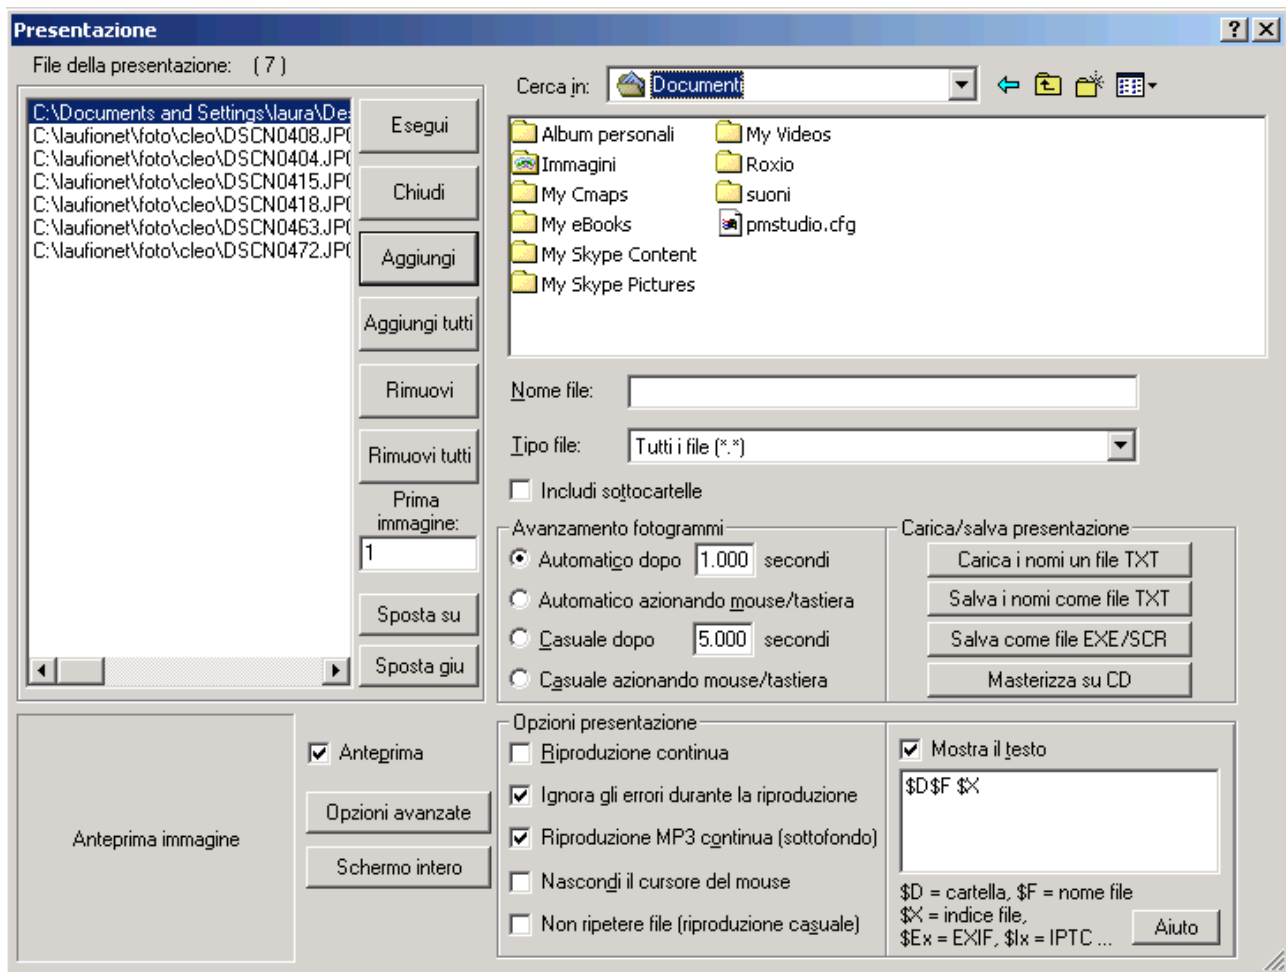 Presentazione
File della presentazione: ( 7 )
C:\Documents and Settings\laura\De
C:\laufionet\foto\cleo\DSCN0408.JP
C:\laufionet\foto\cleo\DSCN0404.JP
C:\laufionet\foto\cleo\DSCN0415.JP
C:\laufionet\foto\cleo\DSCN0418.JP
C:\laufionet\foto\cleo\DSCN0463.JP
C:\laufionet\foto\cleo\DSCN0472.JP
Esegui
Chiudi
Aggiungi
Aggiungi tutti
Rimuovi
Rimuovi tutti
Prima
immagine:
1
Sposta su
Sposta giu
Cerca in: Documenti
Album personali
Immagini
My Cmaps
My eBooks
My Skype Content
My Skype Pictures
My Videos
Roxio
suoni
pmstudio.cfg
Nome file:
Tipo file: Tutti i file (*.*)
Includi sottocartelle
Avanzamento fotogrammi
Automatico dopo 1.000 secondi
Automatico azionando mouse/tastiera
Casuale dopo 5.000 secondi
Casuale azionando mouse/tastiera
Carica/salva presentazione
Carica i nomi un file TXT
Salva i nomi come file TXT
Salva come file EXE/SCR
Masterizza su CD
Anteprima immagine
Anteprima
Opzioni avanzate
Schermo intero
Opzioni presentazione
Riproduzione continua
Ignora gli errori durante la riproduzione
Riproduzione MP3 continua (sottofondo)
Nascondi il cursore del mouse
Non ripetere file (riproduzione casuale)
Mostra il testo
$D$F $X
$D = cartella, $F = nome file
$X = indice file,
$Ex = EXIF, $Ix = IPTC ...
Aiuto